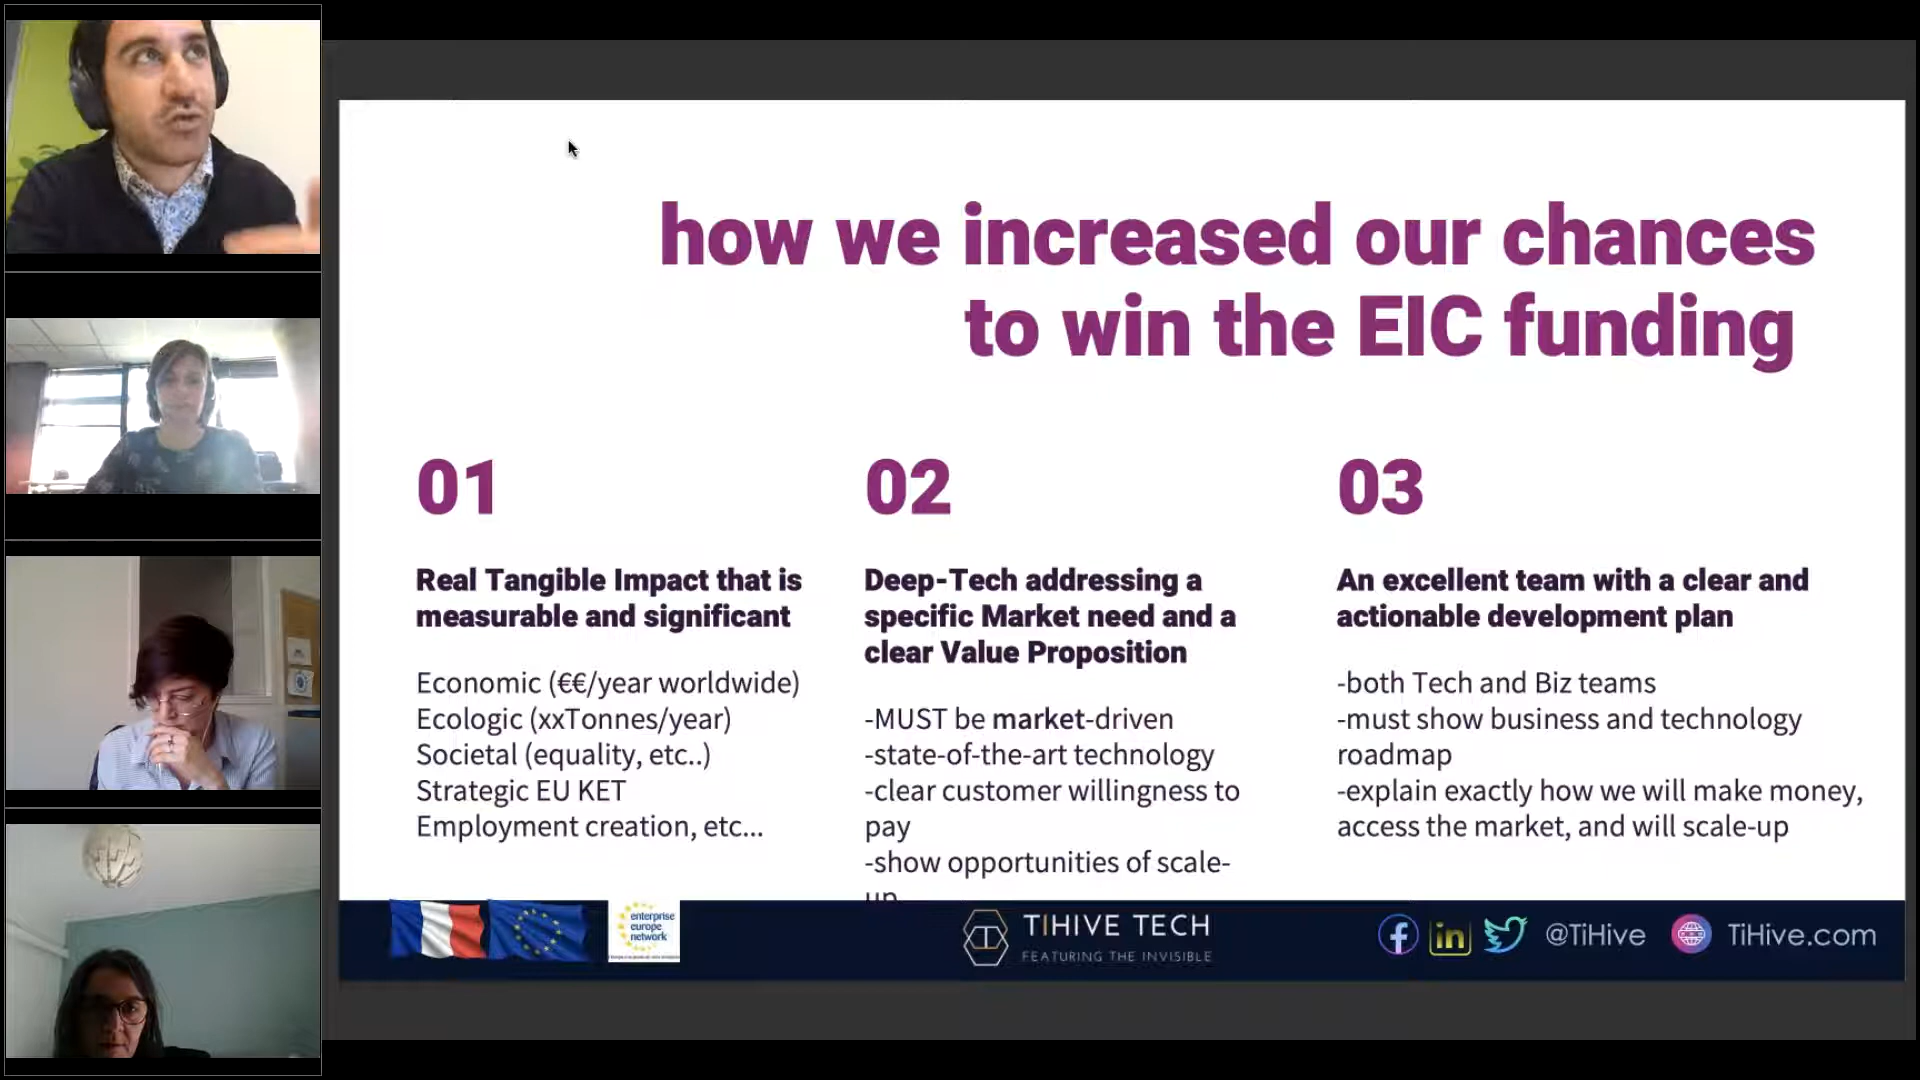 how we increased our chances
to win the EIC funding
01
Real Tangible Impact that is
measurable and significant
Economic (€€/year worldwide)
Ecologic (xxTonnes/year)
Societal (equality, etc..)
Strategic EU KET
Employment creation, etc...
02
Deep-Tech addressing a
specific Market need and a
clear Value Proposition
-MUST be market-driven
-state-of-the-art technology
-clear customer willingness to
pay
-show opportunities of scale-
up
03
An excellent team with a clear and
actionable development plan
-both Tech and Biz teams
-must show business and technology
roadmap
-explain exactly how we will make money,
access the market, and will scale-up
enterprise
europe
network
TIHIVE TECH
FEATURING THE INVISIBLE
f
in
@TiHive
TiHive.com